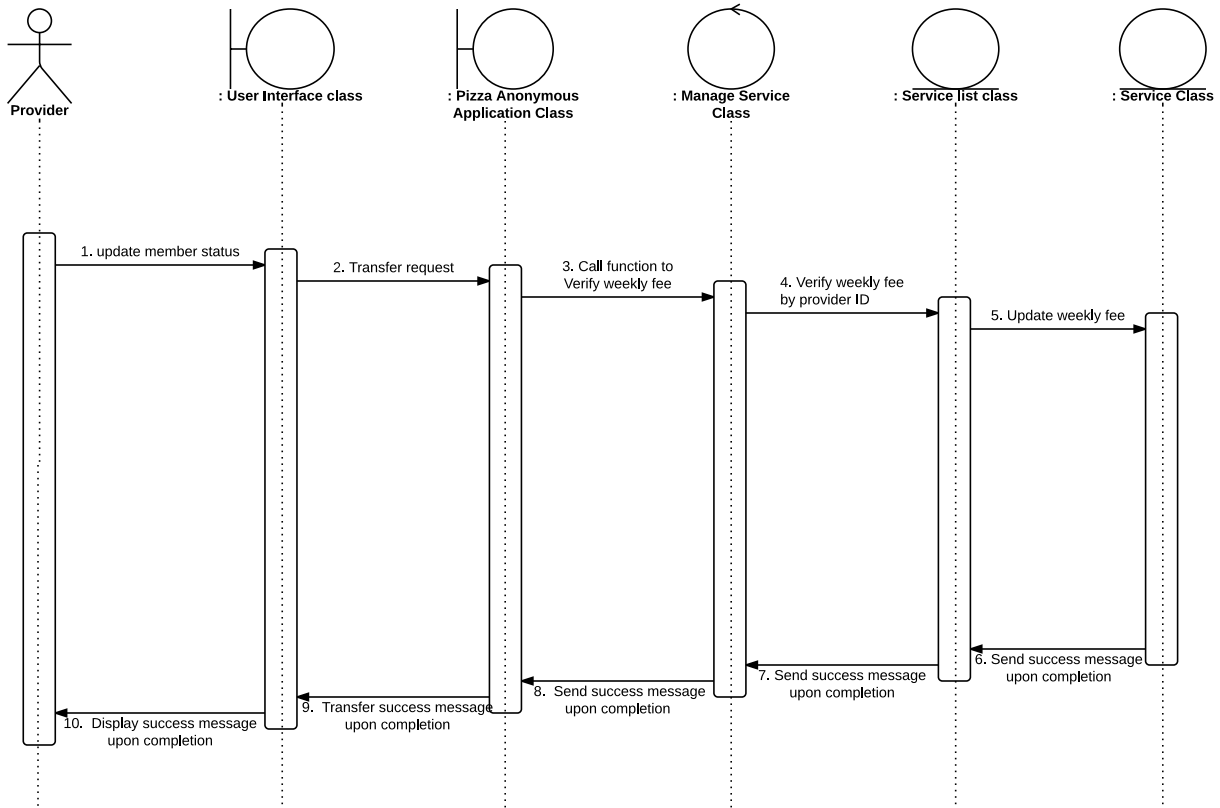 Provider
: User Interface class
: Pizza Anonymous
Application Class
: Manage Service
Class
: Service list class
: Service Class
1. update member status
2. Transfer request
3. Call function to
Verify weekly fee
4. Verify weekly fee
by provider ID
5. Update weekly fee
6. Send success message
upon completion
7. Send success message
upon completion
8. Send success message
upon completion
9. Transfer success message
upon completion
10. Display success message
upon completion